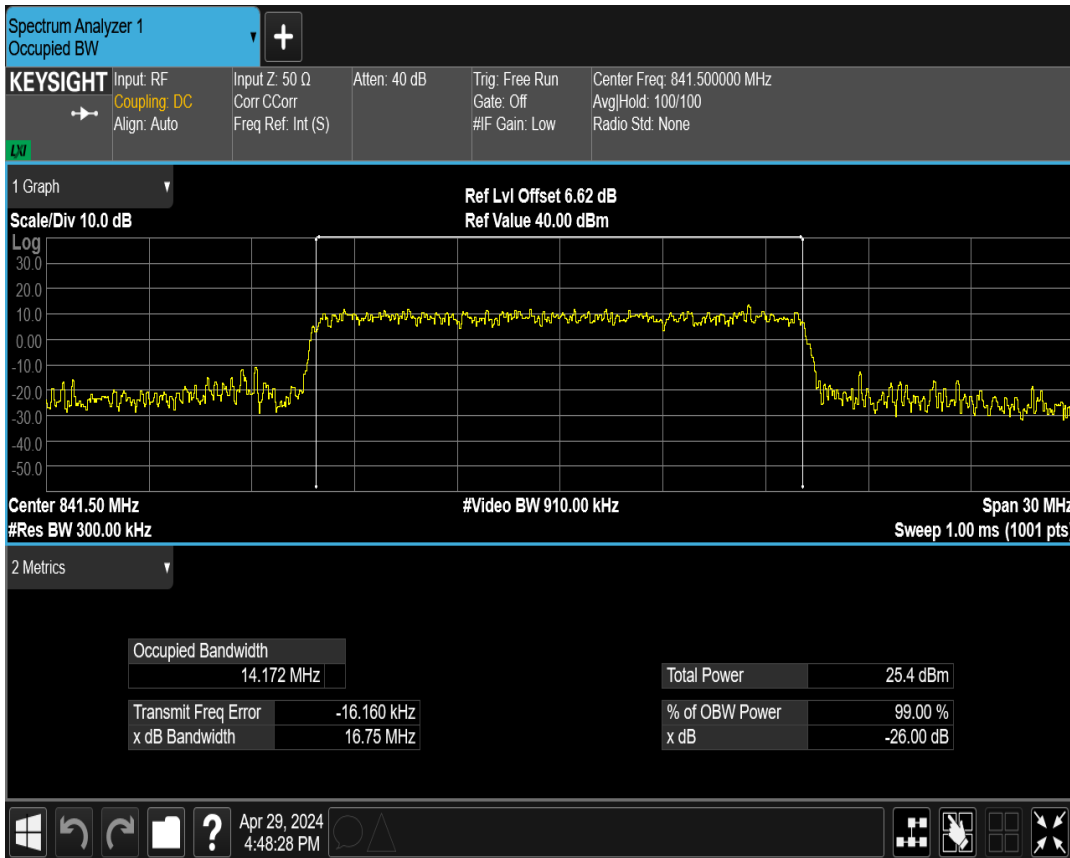 Spectrum Analyzer 1
Occupied BW
KEYSIGHT
LXI
Input: RF
Coupling: DC
Align: Auto
Input Z: 50 Ω
Corr CCorr
Freq Ref: Int (S)
Atten: 40 dB
Trig: Free Run
Gate: Off
#IF Gain: Low
Center Freq: 841.500000 MHz
Avg|Hold: 100/100
Radio Std: None
1 Graph
Scale/Div 10.0 dB
Ref Lvl Offset 6.62 dB
Ref Value 40.00 dBm
Log
30.0
20.0
10.0
0.00
-10.0
-20.0
-30.0
-40.0
-50.0
Center 841.50 MHz
#Res BW 300.00 kHz
#Video BW 910.00 kHz
Span 30 MHz
Sweep 1.00 ms (1001 pts)
2 Metrics
Occupied Bandwidth
14.172 MHz
Transmit Freq Error -16.160 kHz
x dB Bandwidth 16.75 MHz
Total Power 25.4 dBm
% of OBW Power 99.00 %
x dB -26.00 dB
?
Apr 29, 2024
4:48:28 PM